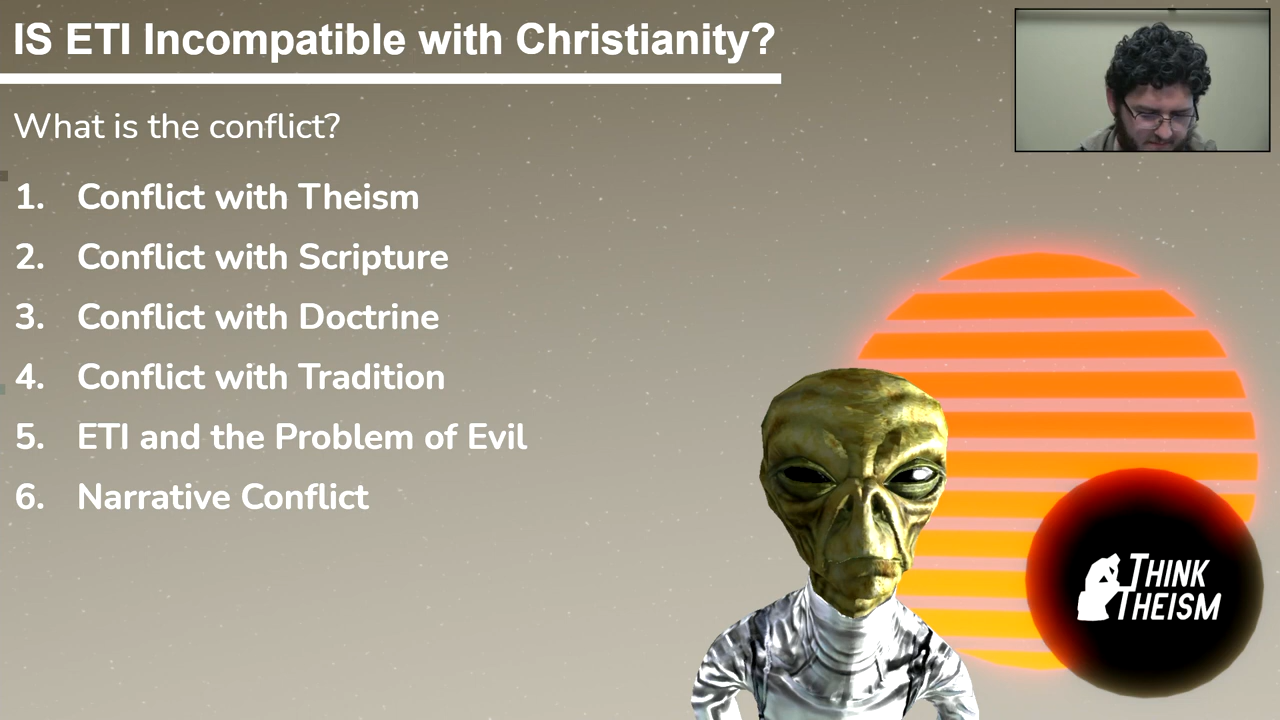 IS ETI Incompatible with Christianity?
What is the conflict?
1. Conflict with Theism
2. Conflict with Scripture
3. Conflict with Doctrine
4. Conflict with Tradition
5. ETI and the Problem of Evil
6. Narrative Conflict
THINK
THEISM